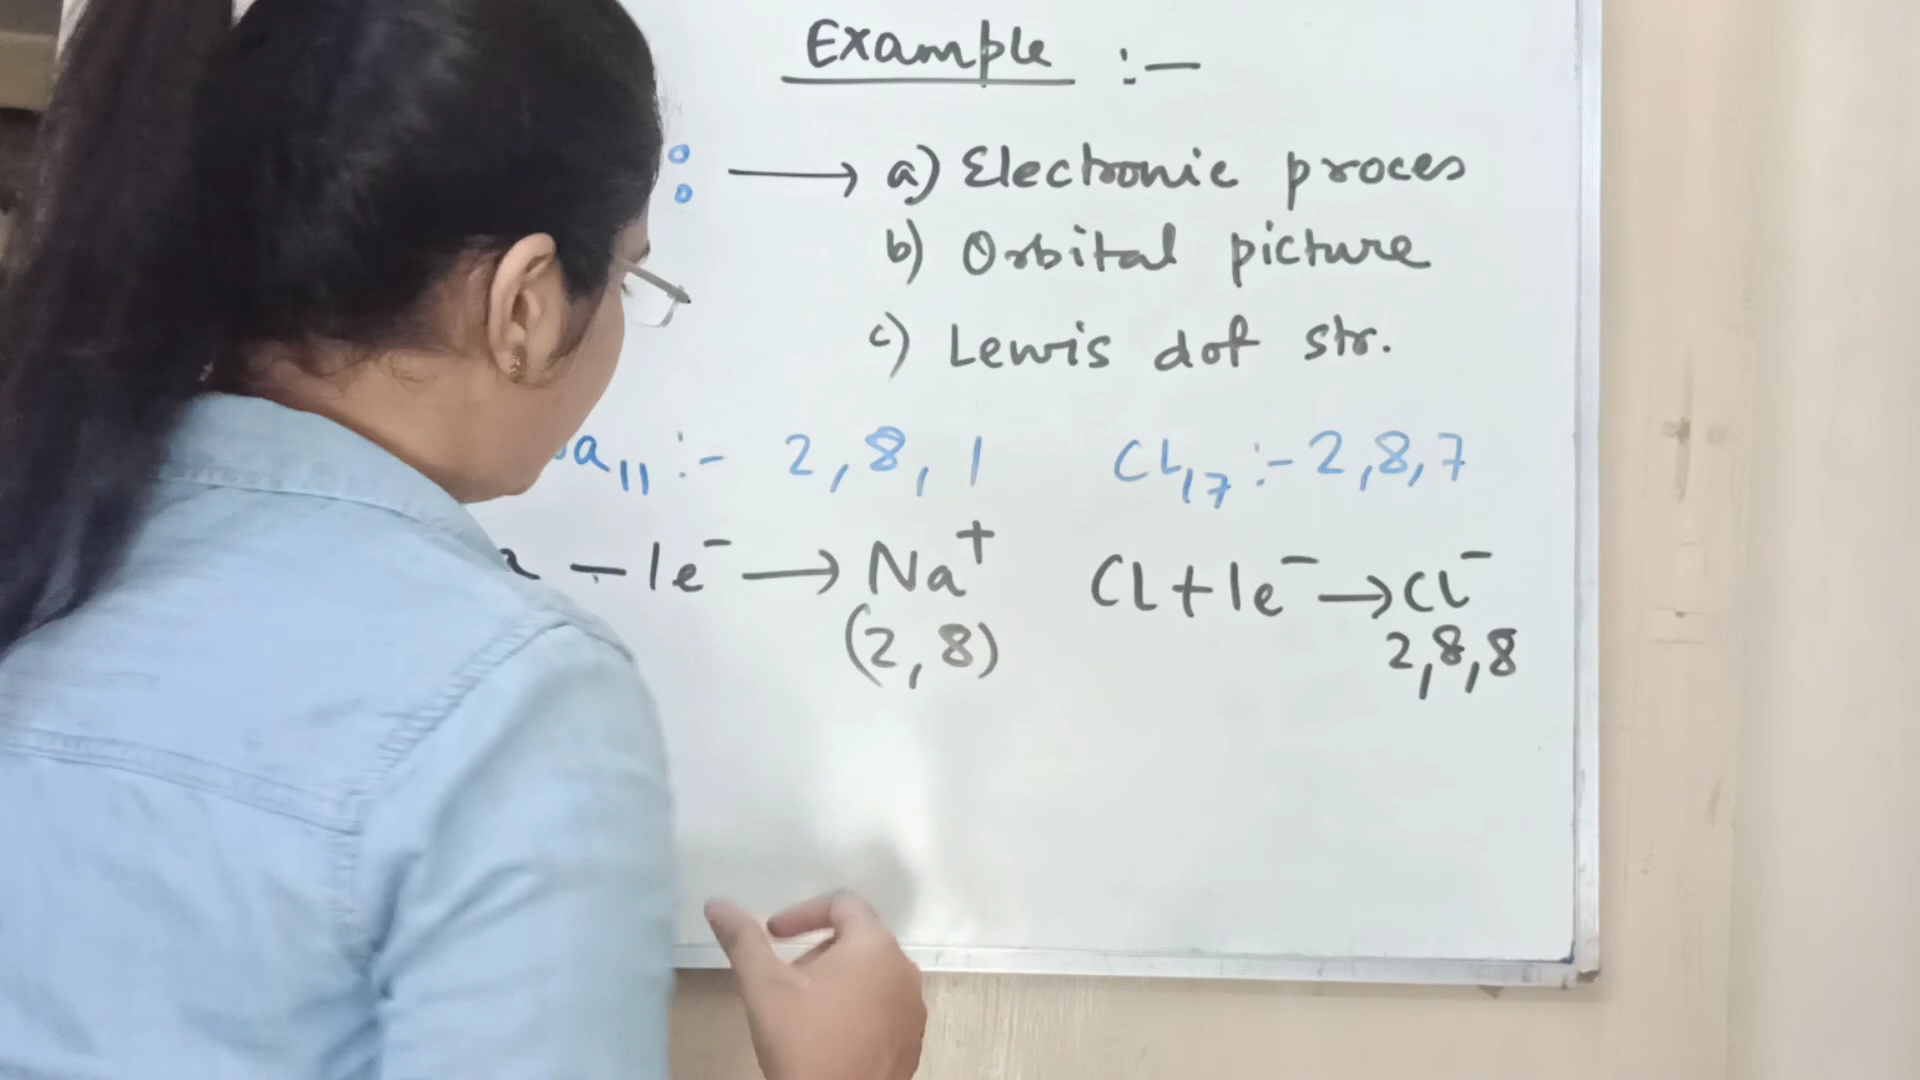 Example :-
: → a) Electronic proces
b) Orbital picture
c) Lewis dot str.
a₁₁ :- 2, 8, 1 Cl₁₇ :- 2, 8, 7
- 1e⁻ → Na⁺ Cl + 1e⁻ → Cl⁻
(2, 8) 2, 8, 8